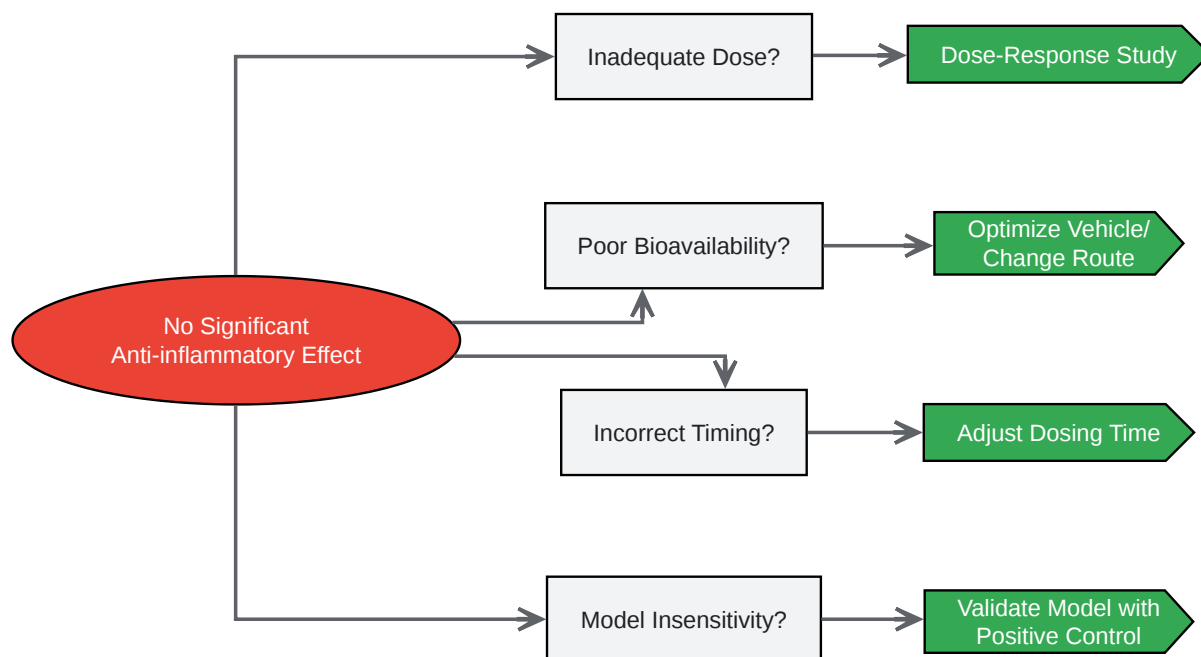 Inadequate Dose?
Dose-Response Study
Poor Bioavailability?
Optimize Vehicle/
Change Route
No Significant
Anti-inflammatory Effect
Incorrect Timing?
Adjust Dosing Time
Model Insensitivity?
Validate Model with
Positive Control